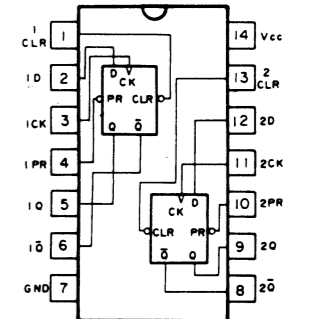 1 CLR 1 14 Vcc
1D 2 13 2 CLR
D CK
PR CLR
1CK 3 12 2D
Q Q̅
1PR 4 11 2CK
1Q 5 10 2PR
CK D
CLR PR
1Q̅ 6 9 2Q
Q̅ Q
GND 7 8 2Q̅